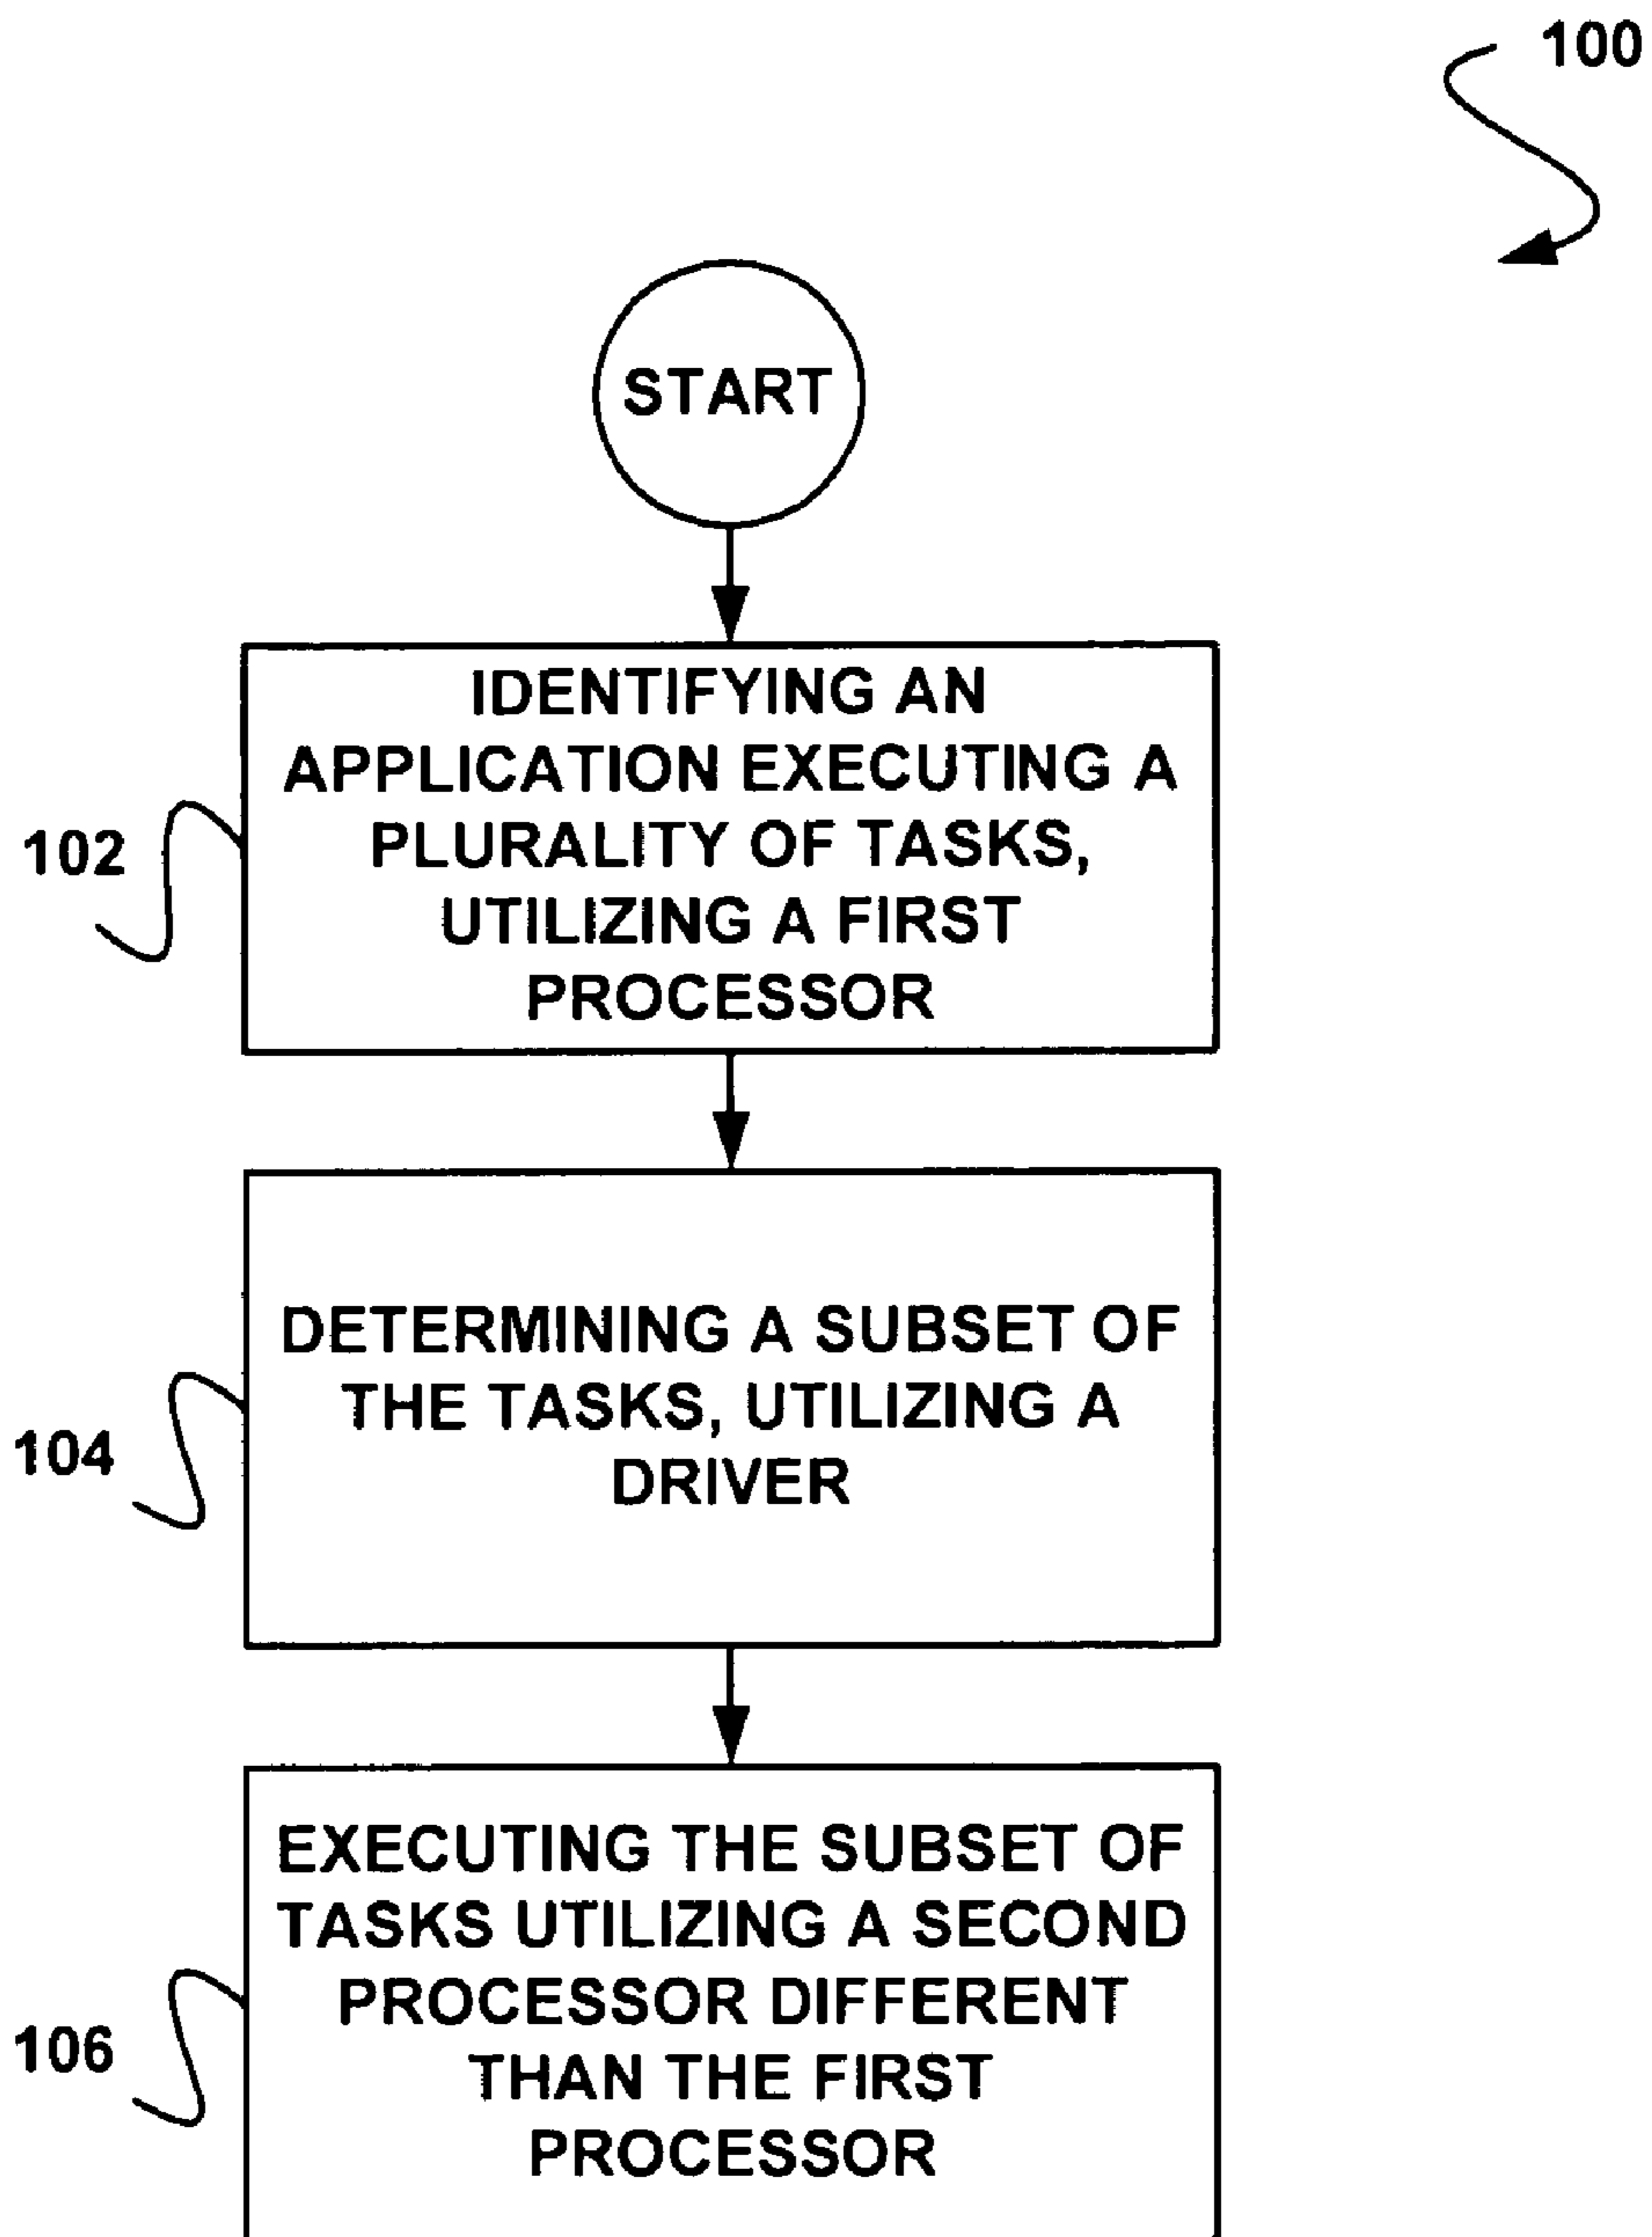 100
START
IDENTIFYING AN
APPLICATION EXECUTING A
PLURALITY OF TASKS,
UTILIZING A FIRST
PROCESSOR
102
DETERMINING A SUBSET OF
THE TASKS, UTILIZING A
DRIVER
104
EXECUTING THE SUBSET OF
TASKS UTILIZING A SECOND
PROCESSOR DIFFERENT
THAN THE FIRST
PROCESSOR
106